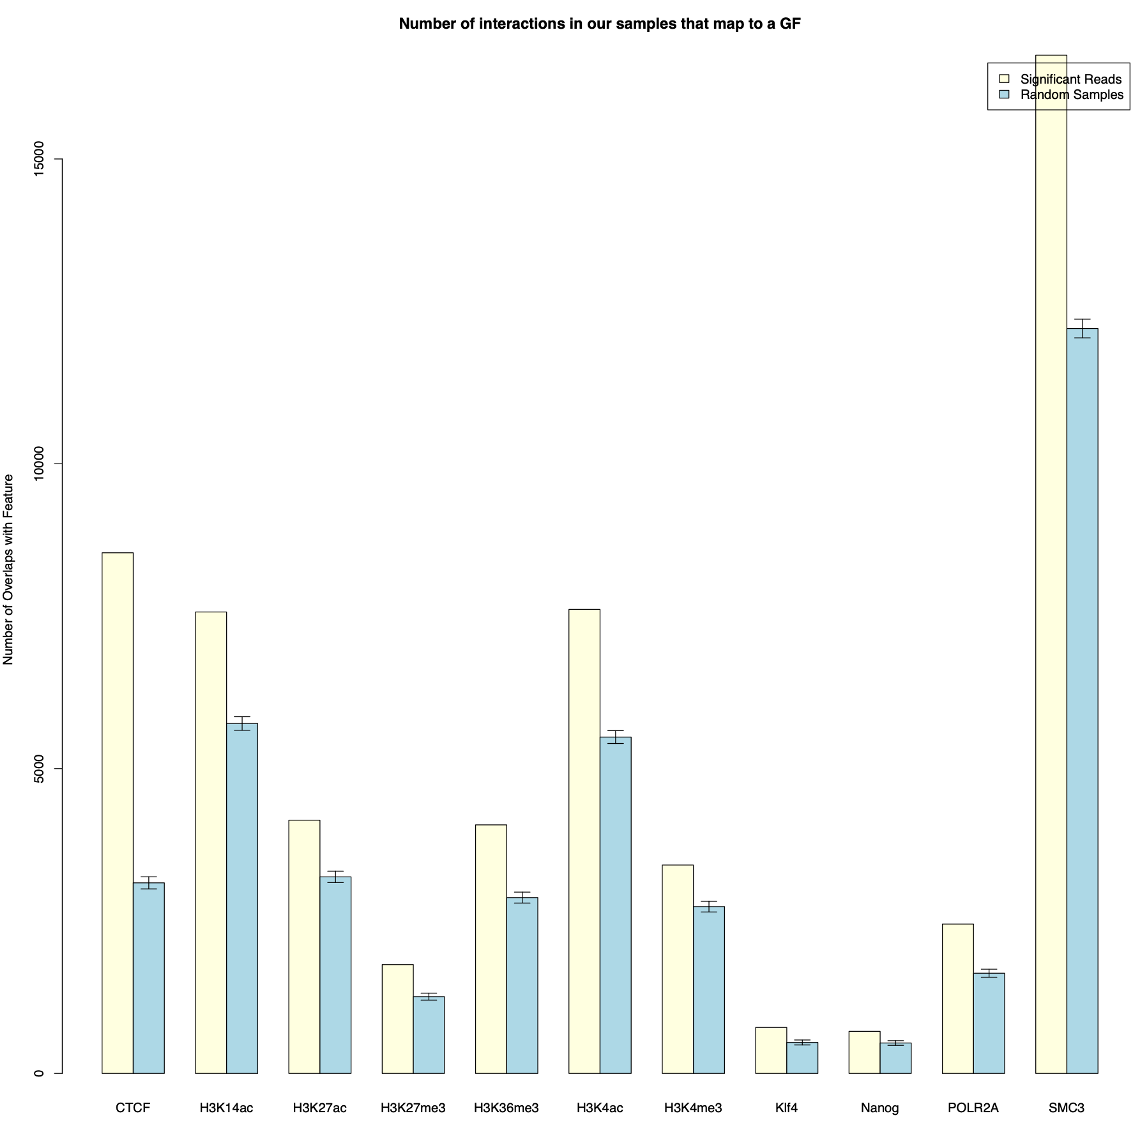 Number of interactions in our samples that map to a GF
Significant Reads
Random Samples
Number of Overlaps with Feature
15000
10000
5000
0
CTCF H3K14ac H3K27ac H3K27me3 H3K36me3 H3K4ac H3K4me3 Klf4 Nanog POLR2A SMC3